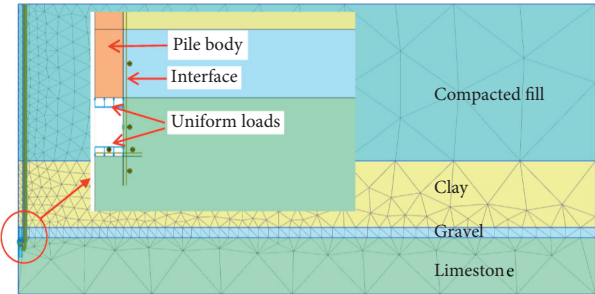 Pile body
Interface
Uniform loads
Compacted fill
Clay
Gravel
Limestone